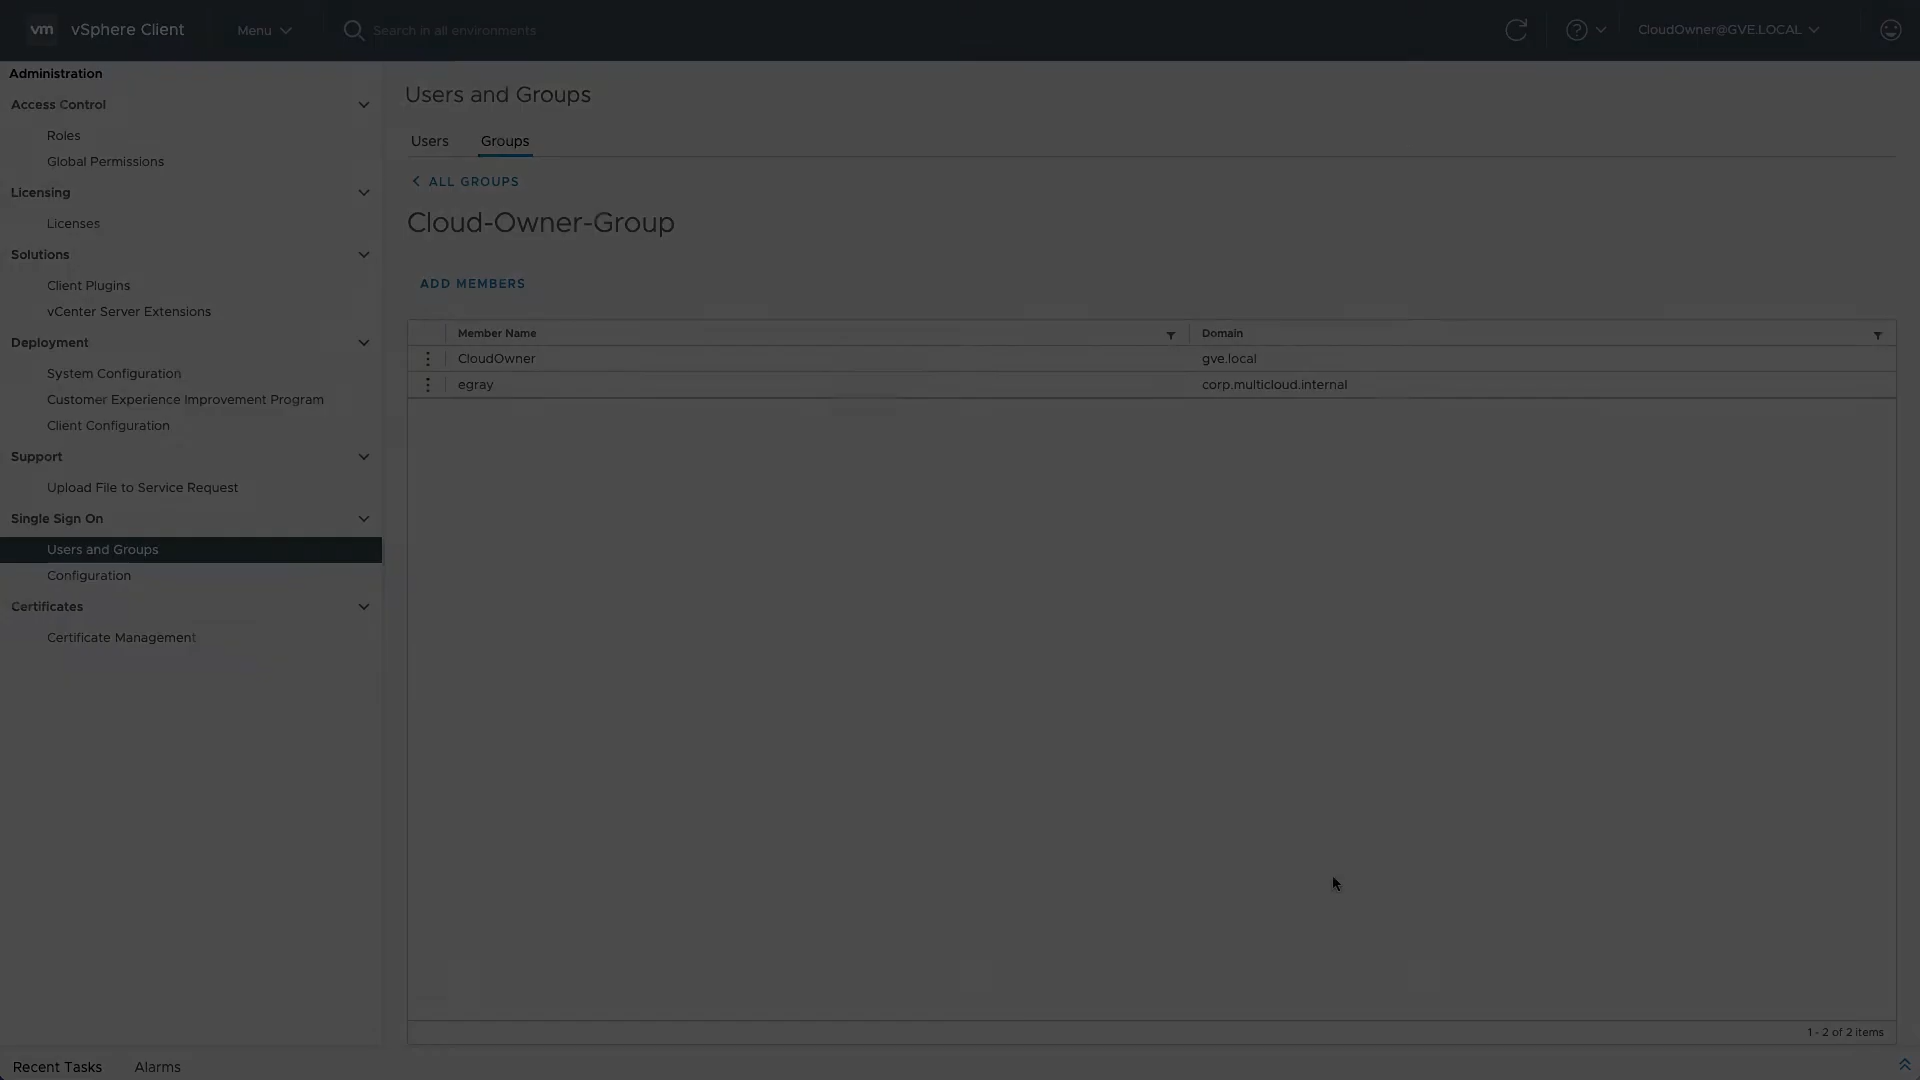 vm vSphere Client Menu Search in all environments CloudOwner@GVE.LOCAL
Administration
Access Control
Roles
Global Permissions
Licensing
Licenses
Solutions
Client Plugins
vCenter Server Extensions
Deployment
System Configuration
Customer Experience Improvement Program
Client Configuration
Support
Upload File to Service Request
Single Sign On
Users and Groups
Configuration
Certificates
Certificate Management
Users and Groups
Users Groups
ALL GROUPS
Cloud-Owner-Group
ADD MEMBERS
Member Name Domain
CloudOwner gve.local
egray corp.multicloud.internal
1 - 2 of 2 items
Recent Tasks Alarms